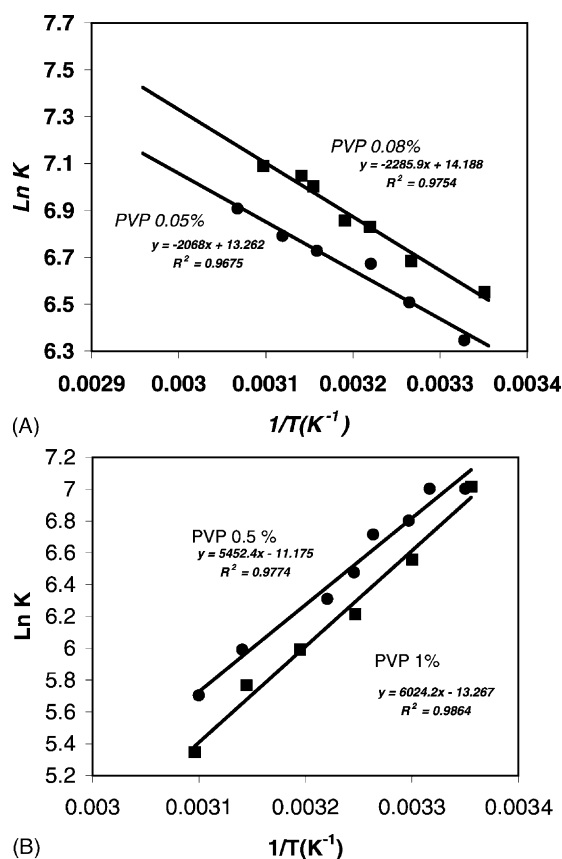 7.7
7.5
7.3
7.1
6.9
6.7
6.5
6.3
Ln K
PVP 0.08%
y = -2285.9x + 14.188
R² = 0.9754
PVP 0.05%
y = -2068x + 13.262
R² = 0.9675
0.0029 0.003 0.0031 0.0032 0.0033 0.0034
(A) 1/T(K⁻¹)
7.2
7
6.8
6.6
6.4
6.2
6
5.8
5.6
5.4
5.2
Ln K
PVP 0.5 %
y = 5452.4x - 11.175
R² = 0.9774
PVP 1%
y = 6024.2x - 13.267
R² = 0.9864
0.003 0.0031 0.0032 0.0033 0.0034
(B) 1/T(K⁻¹)